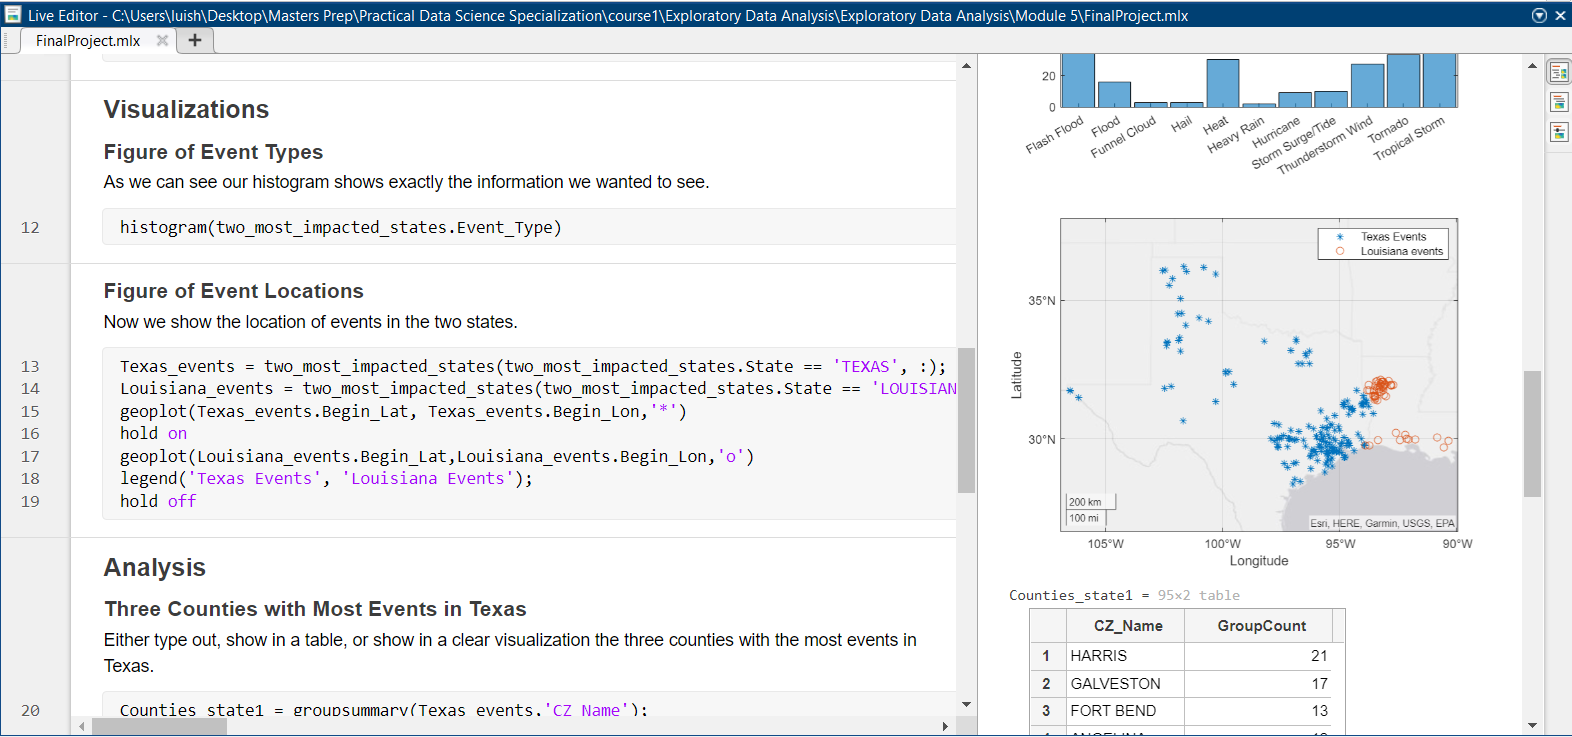 Live Editor - C:\Users\luish\Desktop\Masters Prep\Practical Data Science Specialization\course1\Exploratory Data Analysis\Exploratory Data Analysis\Module 5\FinalProject.mlx
FinalProject.mlx
Visualizations
Figure of Event Types
As we can see our histogram shows exactly the information we wanted to see.
12 histogram(two_most_impacted_states.Event_Type)
Figure of Event Locations
Now we show the location of events in the two states.
13 Texas_events = two_most_impacted_states(two_most_impacted_states.State == 'TEXAS', :);
14 Louisiana_events = two_most_impacted_states(two_most_impacted_states.State == 'LOUISIAN
15 geoplot(Texas_events.Begin_Lat, Texas_events.Begin_Lon,'*')
16 hold on
17 geoplot(Louisiana_events.Begin_Lat,Louisiana_events.Begin_Lon,'o')
18 legend('Texas Events', 'Louisiana Events');
19 hold off
Analysis
Three Counties with Most Events in Texas
Either type out, show in a table, or show in a clear visualization the three counties with the most events in
Texas.
20 Counties_state1 = groupsummary(Texas_events,'CZ_Name');
20
0
Flash Flood
Flood
Funnel Cloud
Hail
Heat
Heavy Rain
Hurricane
Storm Surge/Tide
Thunderstorm Wind
Tornado
Tropical Storm
Texas Events
Louisiana events
35°N
30°N
Latitude
200 km
100 mi
Esri, HERE, Garmin, USGS, EPA
105°W 100°W 95°W 90°W
Longitude
Counties_state1 = 95×2 table
CZ_Name GroupCount
1 HARRIS 21
2 GALVESTON 17
3 FORT BEND 13